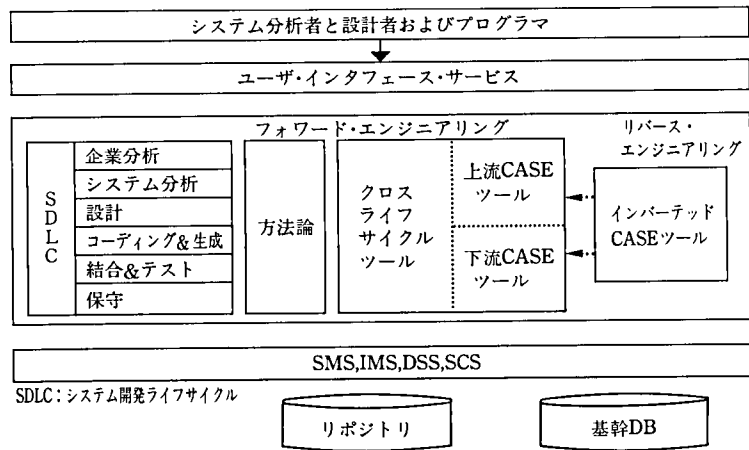 システム分析者と設計者およびプログラマ
ユーザ・インタフェース・サービス
フォワード・エンジニアリング
リバース・
エンジニアリング
SDLC
企業分析
システム分析
設計
コーディング&生成
結合&テスト
保守
方法論
クロス
ライフ
サイクル
ツール
上流CASE
ツール
下流CASE
ツール
インバーテッド
CASEツール
SMS,IMS,DSS,SCS
SDLC:システム開発ライフサイクル
リポジトリ
基幹DB